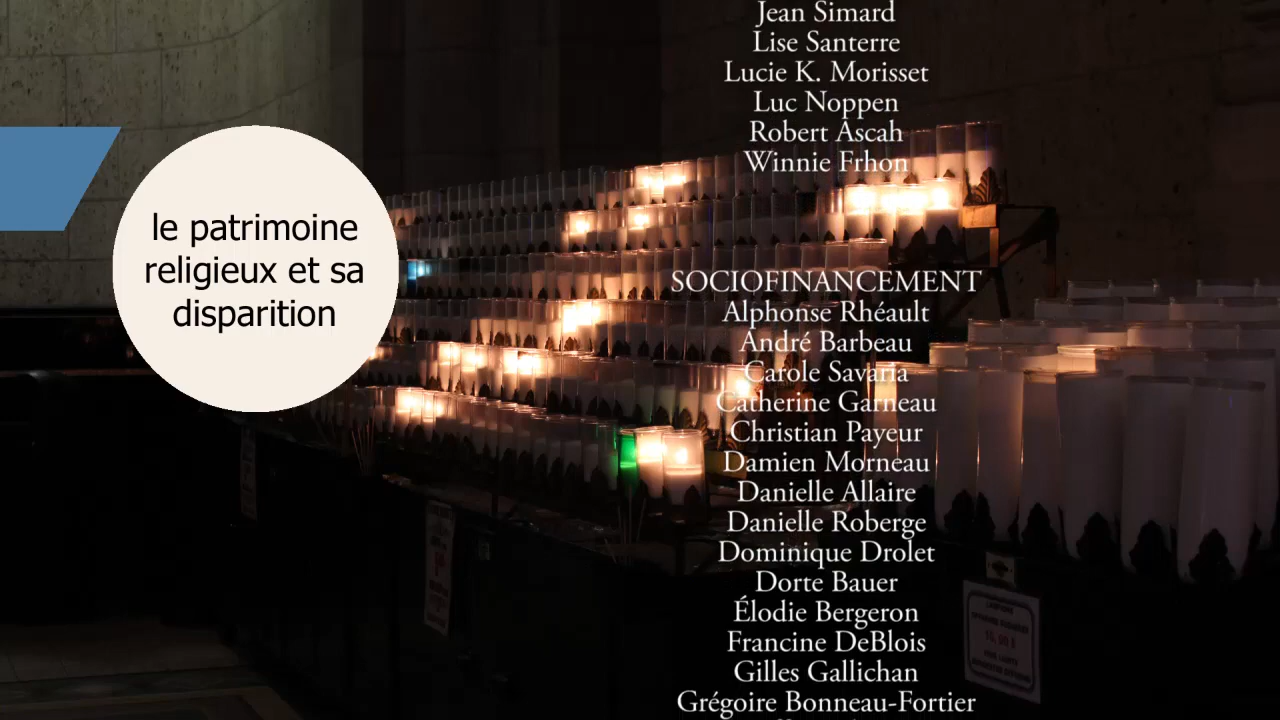 le patrimoine
religieux et sa
disparition
Jean Simard
Lise Santerre
Lucie K. Morisset
Luc Noppen
Robert Ascah
Winnie Frhon
SOCIOFINANCEMENT
Alphonse Rhéault
André Barbeau
Carole Savaria
Catherine Garneau
Christian Payeur
Damien Morneau
Danielle Allaire
Danielle Roberge
Dominique Drolet
Dorte Bauer
Élodie Bergeron
Francine DeBlois
Gilles Gallichan
Grégoire Bonneau-Fortier